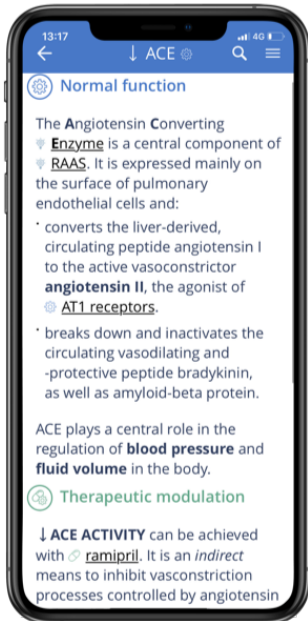 13:17
4G
↓ ACE
Normal function
The Angiotensin Converting
Enzyme is a central component of
RAAS. It is expressed mainly on
the surface of pulmonary
endothelial cells and:
· converts the liver-derived,
circulating peptide angiotensin I
to the active vasoconstrictor
angiotensin II, the agonist of
AT1 receptors.
· breaks down and inactivates the
circulating vasodilating and
-protective peptide bradykinin,
as well as amyloid-beta protein.
ACE plays a central role in the
regulation of blood pressure and
fluid volume in the body.
Therapeutic modulation
↓ ACE ACTIVITY can be achieved
with ramipril. It is an indirect
means to inhibit vasconstriction
processes controlled by angiotensin